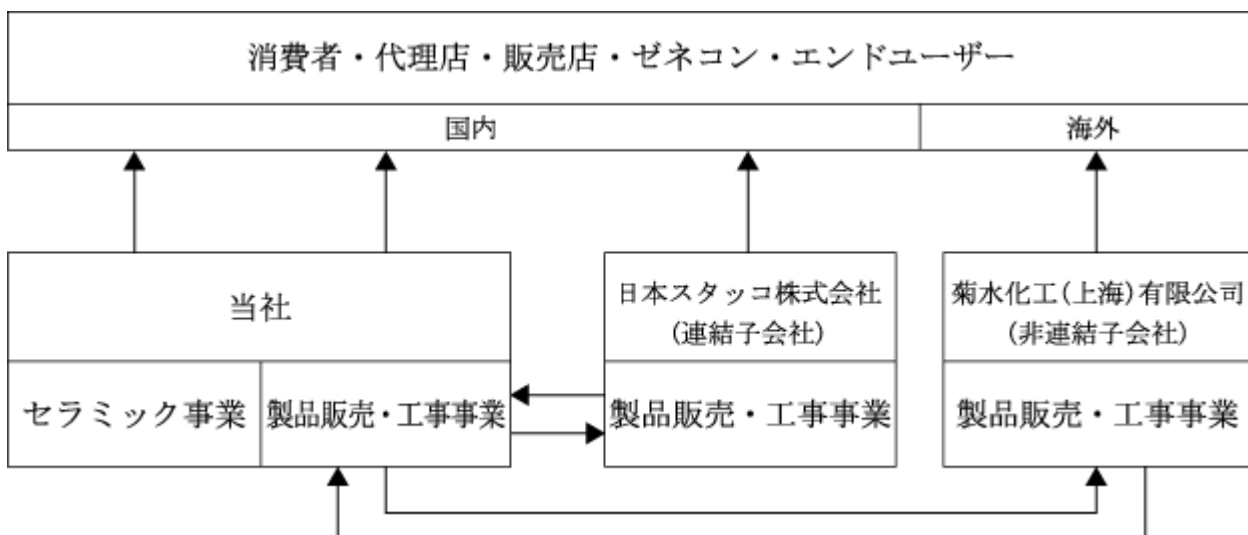 消費者・代理店・販売店・ゼネコン・エンドユーザー
国内
海外
当社
セラミック事業
製品販売・工事事業
日本スタッコ株式会社
(連結子会社)
製品販売・工事事業
菊水化工(上海)有限公司
(非連結子会社)
製品販売・工事事業